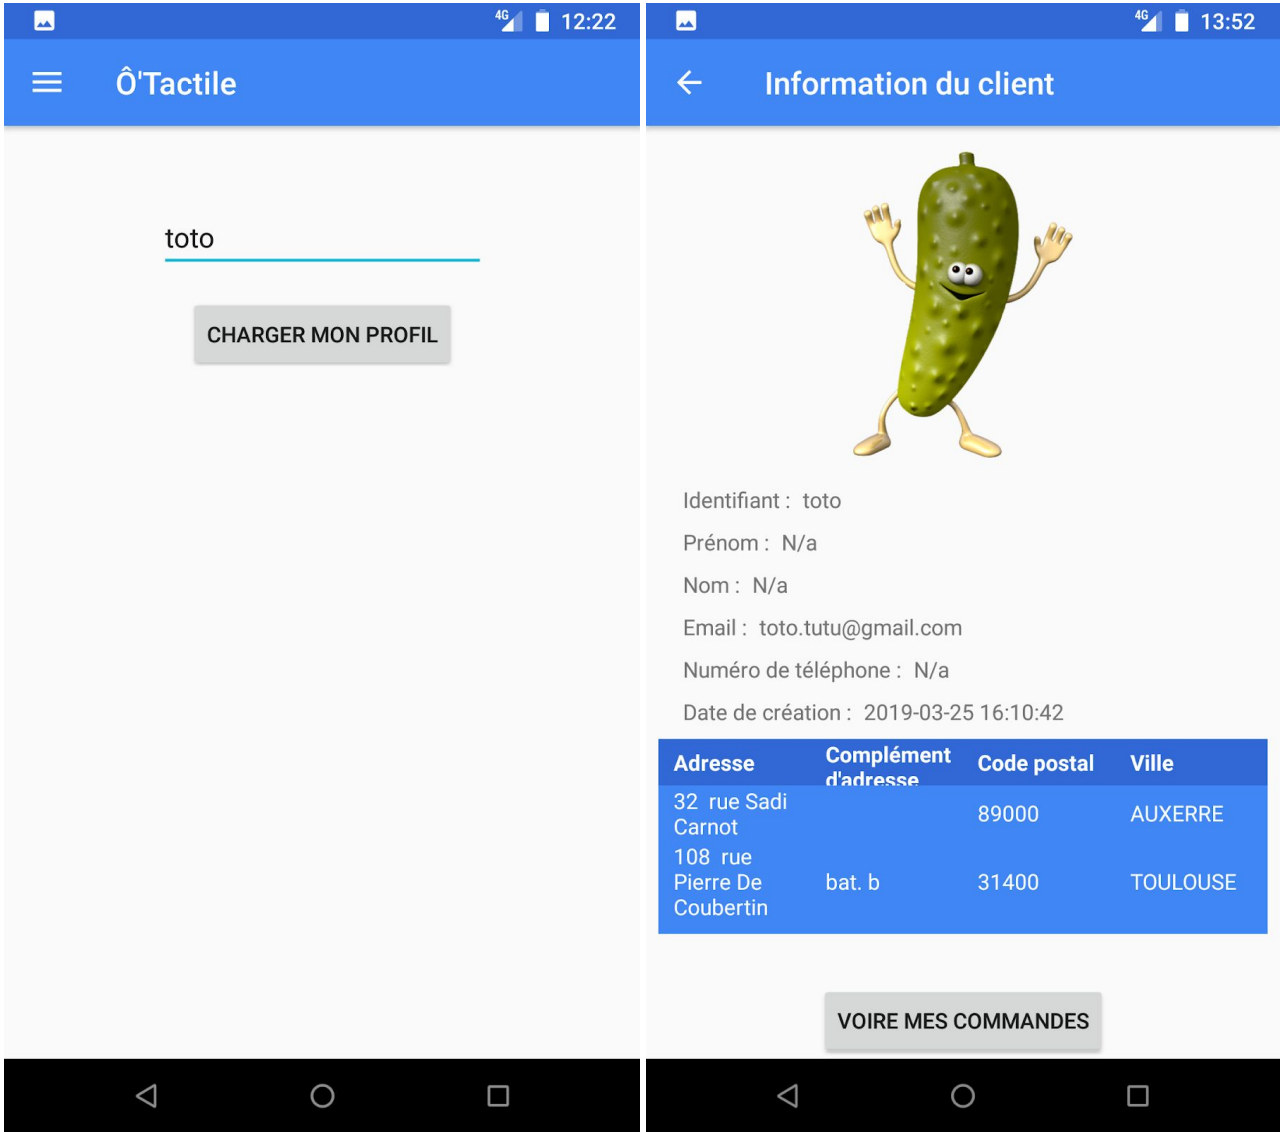 4G 12:22
Ô'Tactile
toto
CHARGER MON PROFIL
4G 13:52
Information du client
Identifiant : toto
Prénom : N/a
Nom : N/a
Email : toto.tutu@gmail.com
Numéro de téléphone : N/a
Date de création : 2019-03-25 16:10:42
Adresse Complément d'adresse Code postal Ville
32 rue Sadi Carnot 89000 AUXERRE
108 rue Pierre De Coubertin bat. b 31400 TOULOUSE
VOIRE MES COMMANDES